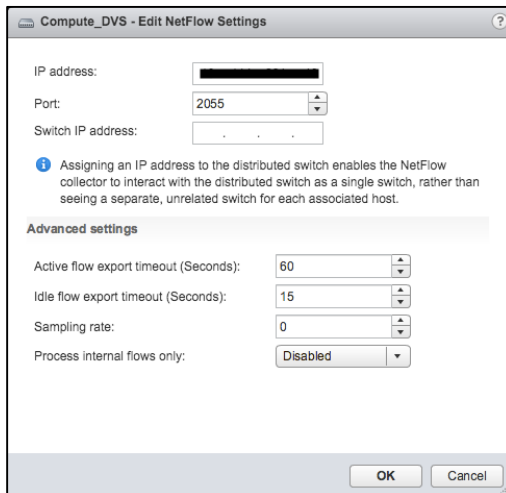 Compute_DVS - Edit NetFlow Settings
?
IP address:
Port: 2055
Switch IP address: . . .
Assigning an IP address to the distributed switch enables the NetFlow
collector to interact with the distributed switch as a single switch, rather than
seeing a separate, unrelated switch for each associated host.
Advanced settings
Active flow export timeout (Seconds): 60
Idle flow export timeout (Seconds): 15
Sampling rate: 0
Process internal flows only: Disabled
OK Cancel